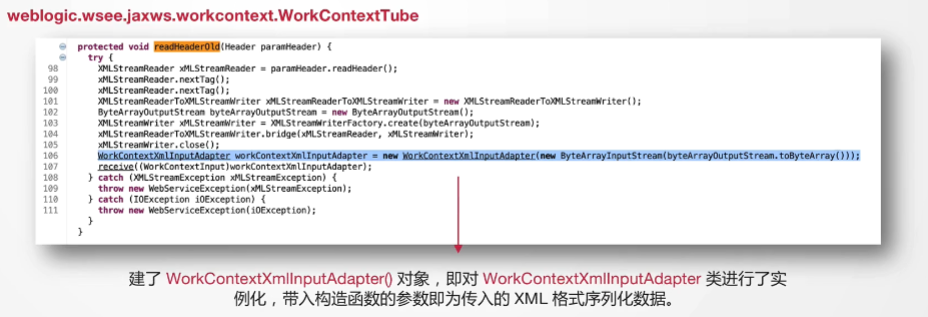 weblogic.wsee.jaxws.workcontext.WorkContextTube
protected void readHeaderOld(Header paramHeader) {
try {
98 XMLStreamReader xMLStreamReader = paramHeader.readHeader();
99 xMLStreamReader.nextTag();
100 xMLStreamReader.nextTag();
101 XMLStreamReaderToXMLStreamWriter xMLStreamReaderToXMLStreamWriter = new XMLStreamReaderToXMLStreamWriter();
102 ByteArrayOutputStream byteArrayOutputStream = new ByteArrayOutputStream();
103 XMLStreamWriter xMLStreamWriter = XMLStreamWriterFactory.create(byteArrayOutputStream);
104 xMLStreamReaderToXMLStreamWriter.bridge(xMLStreamReader, xMLStreamWriter);
105 xMLStreamWriter.close();
106 WorkContextXmlInputAdapter workContextXmlInputAdapter = new WorkContextXmlInputAdapter(new ByteArrayInputStream(byteArrayOutputStream.toByteArray()));
107 receive((WorkContextInput)workContextXmlInputAdapter);
108 } catch (XMLStreamException xMLStreamException) {
109 throw new WebServiceException(xMLStreamException);
110 } catch (IOException iOException) {
111 throw new WebServiceException(iOException);
}
}
建了 WorkContextXmlInputAdapter() 对象，即对 WorkContextXmlInputAdapter 类进行了实
例化，带入构造函数的参数即为传入的 XML 格式序列化数据。